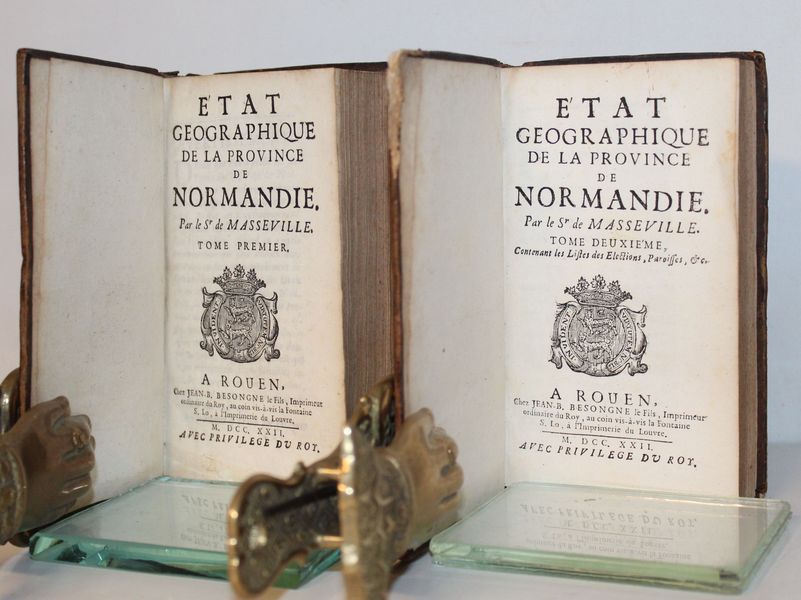 ÉTAT
GEOGRAPHIQUE
DE LA PROVINCE
DE
NORMANDIE.
Par le Sr de MASSEVILLE.
TOME PREMIER.
A ROUEN,
Chez JEAN-B. BESONGNE le Fils, Imprimeur
ordinaire du Roy, au coin vis-à-vis la Fontaine
S. Lo, à l'Imprimerie du Louvre.
M. DCC. XXII.
AVEC PRIVILEGE DU ROY.
ÉTAT
GEOGRAPHIQUE
DE LA PROVINCE
DE
NORMANDIE.
Par le Sr de MASSEVILLE.
TOME DEUXIE'ME,
Contenant les Listes des Elections, Paroisses, &c.
A ROUEN,
Chez JEAN-B. BESONGNE le Fils, Imprimeur
ordinaire du Roy, au coin vis-à-vis la Fontaine
S. Lo, à l'Imprimerie du Louvre.
M. DCC. XXII.
AVEC PRIVILEGE DU ROY.